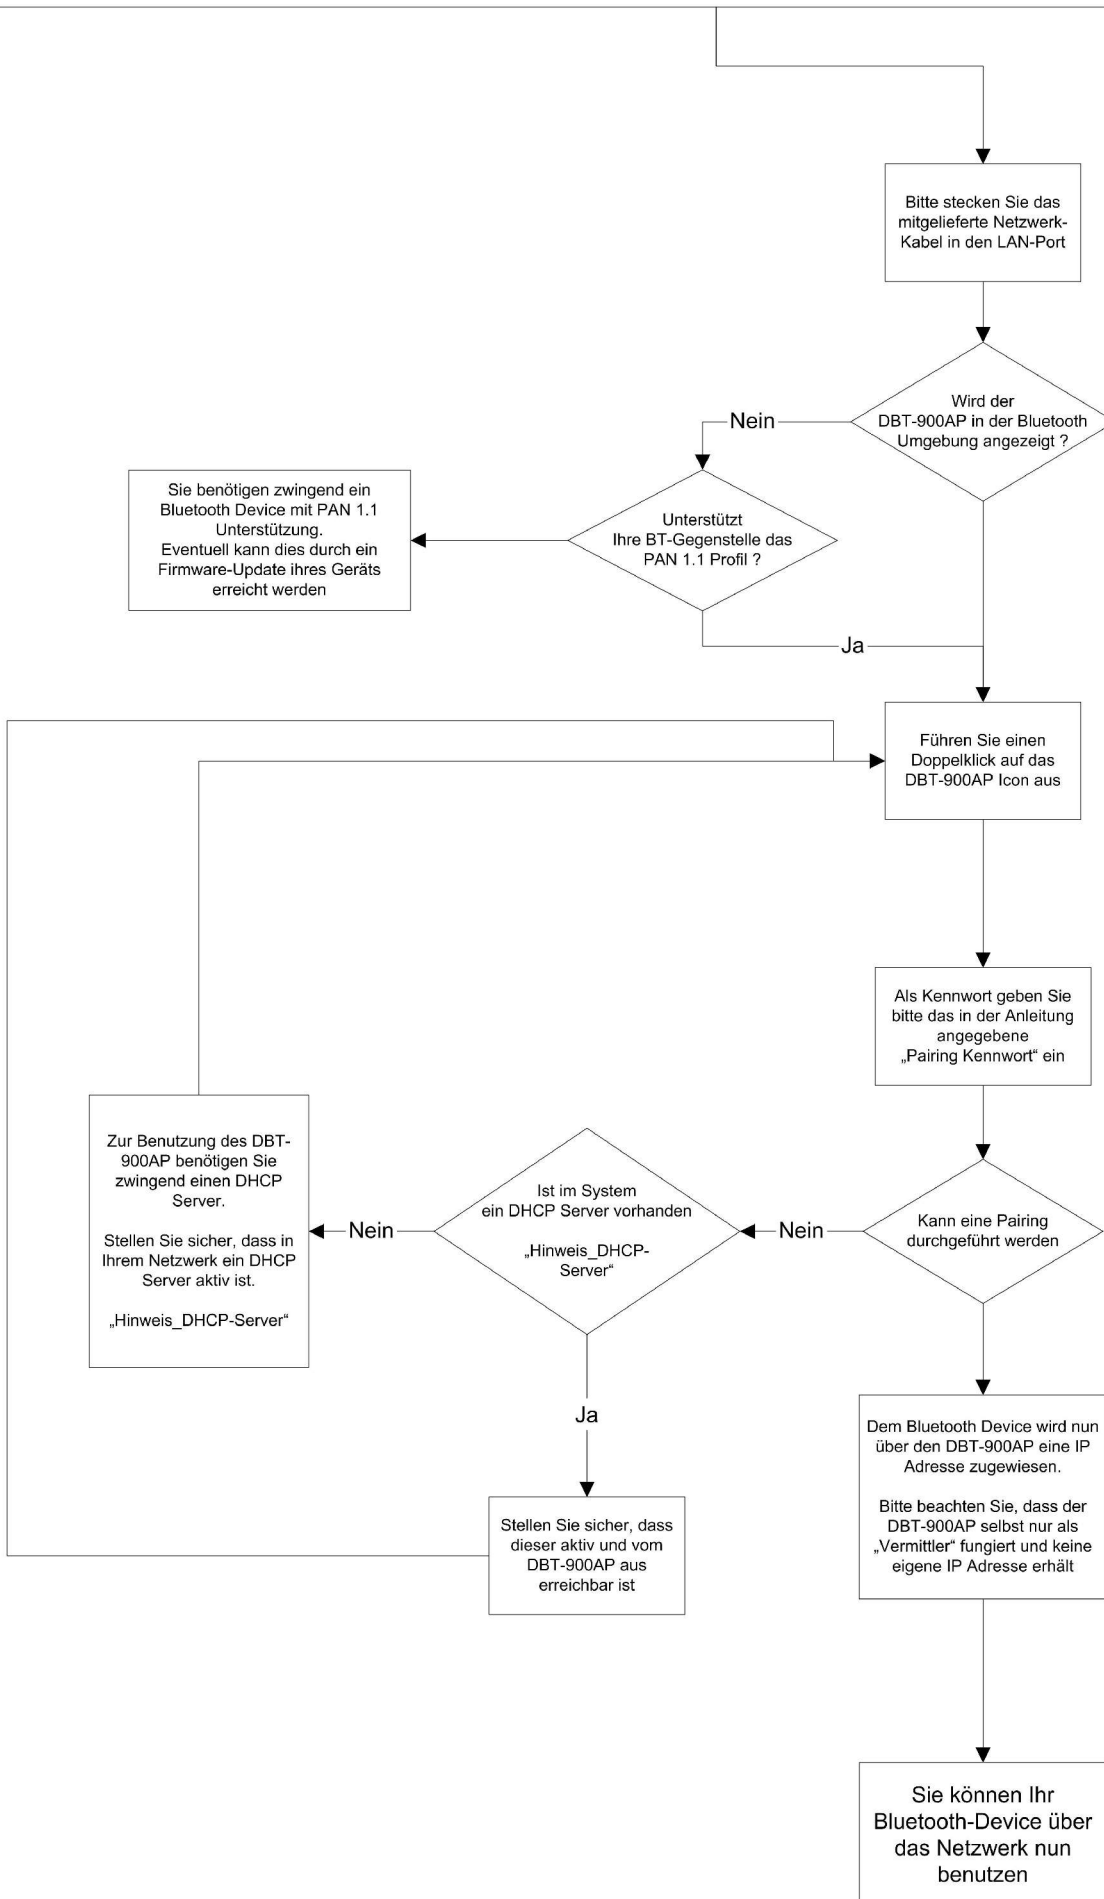 Bitte stecken Sie das
mitgelieferte Netzwerk-
Kabel in den LAN-Port
Wird der
DBT-900AP in der Bluetooth
Umgebung angezeigt ?
Nein
Unterstützt
Ihre BT-Gegenstelle das
PAN 1.1 Profil ?
Sie benötigen zwingend ein
Bluetooth Device mit PAN 1.1
Unterstützung.
Eventuell kann dies durch ein
Firmware-Update ihres Geräts
erreicht werden
Ja
Führen Sie einen
Doppelklick auf das
DBT-900AP Icon aus
Als Kennwort geben Sie
bitte das in der Anleitung
angegebene
„Pairing Kennwort“ ein
Kann eine Pairing
durchgeführt werden
Nein
Ist im System
ein DHCP Server vorhanden
„Hinweis_DHCP-
Server“
Nein
Zur Benutzung des DBT-
900AP benötigen Sie
zwingend einen DHCP
Server.
Stellen Sie sicher, dass in
Ihrem Netzwerk ein DHCP
Server aktiv ist.
„Hinweis_DHCP-Server“
Ja
Stellen Sie sicher, dass
dieser aktiv und vom
DBT-900AP aus
erreichbar ist
Dem Bluetooth Device wird nun
über den DBT-900AP eine IP
Adresse zugewiesen.
Bitte beachten Sie, dass der
DBT-900AP selbst nur als
„Vermittler“ fungiert und keine
eigene IP Adresse erhält
Sie können Ihr
Bluetooth-Device über
das Netzwerk nun
benutzen